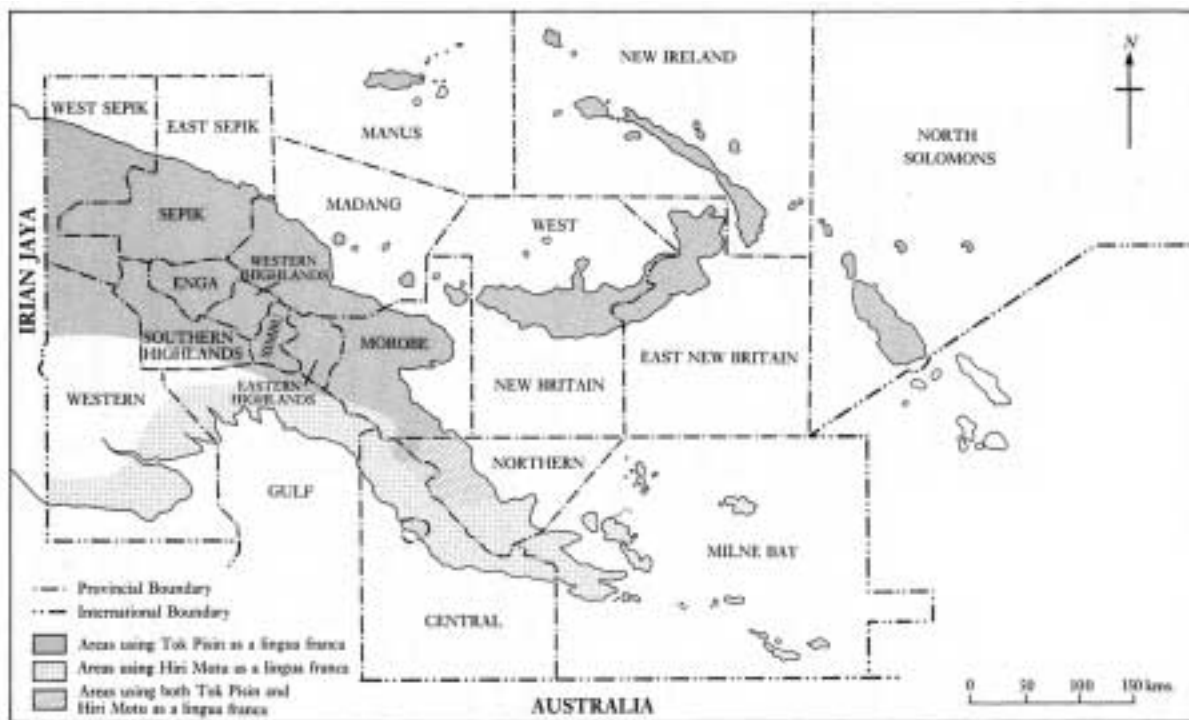 NEW IRELAND
N
WEST SEPIK
EAST SEPIK
MANUS
NORTH
SOLOMONS
MADANG
SEPIK
WEST
IRIAN JAYA
WESTERN
HIGHLANDS
ENGA
SIMBU
SOUTHERN
HIGHLANDS
MOROBE
EAST NEW BRITAIN
NEW BRITAIN
EASTERN
HIGHLANDS
WESTERN
NORTHERN
GULF
MILNE BAY
CENTRAL
Provincial Boundary
International Boundary
Areas using Tok Pisin as a lingua franca
Areas using Hiri Motu as a lingua franca
Areas using both Tok Pisin and
Hiri Motu as a lingua franca
AUSTRALIA
0 50 100 150 kms